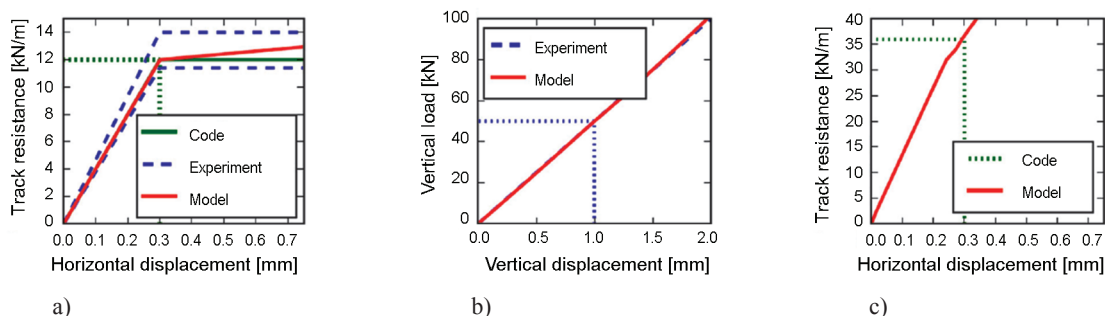 Track resistance [kN/m]
14
12
10
8
6
4
2
0
Code
Experiment
Model
0.0 0.1 0.2 0.3 0.4 0.5 0.6 0.7
Horizontal displacement [mm]
a)
Vertical load [kN]
100
80
60
40
20
0
Experiment
Model
0.0 0.5 1.0 1.5 2.0
Vertical displacement [mm]
b)
Track resistance [kN/m]
40
35
30
25
20
15
10
5
0
Code
Model
0.0 0.1 0.2 0.3 0.4 0.5 0.6 0.7
Horizontal displacement [mm]
c)